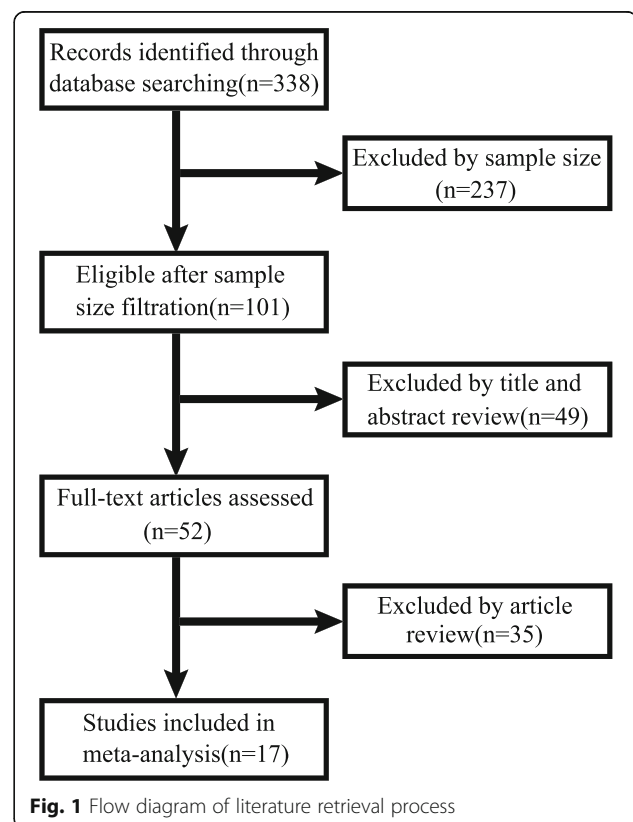 Records identified through
database searching(n=338)
Excluded by sample size
(n=237)
Eligible after sample
size filtration(n=101)
Excluded by title and
abstract review(n=49)
Full-text articles assessed
(n=52)
Excluded by article
review(n=35)
Studies included in
meta-analysis(n=17)
Fig. 1 Flow diagram of literature retrieval process